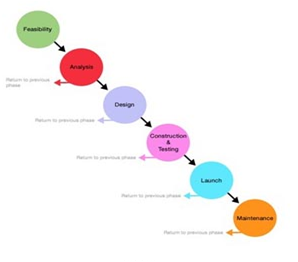 Feasibility
Analysis
Return to previous
phase
Design
Return to previous phase
Construction
&
Testing
Return to previous phase
Launch
Return to previous phase
Maintenance
Return to previous phase